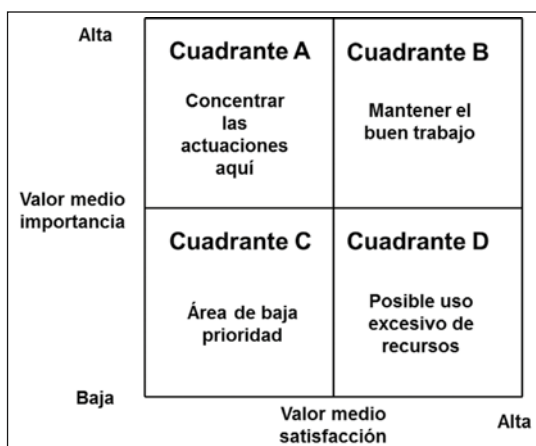 Alta
Cuadrante A
Concentrar
las
actuaciones
aquí
Cuadrante B
Mantener el
buen trabajo
Valor medio
importancia
Cuadrante C
Área de baja
prioridad
Cuadrante D
Posible uso
excesivo de
recursos
Baja
Valor medio
satisfacción
Alta